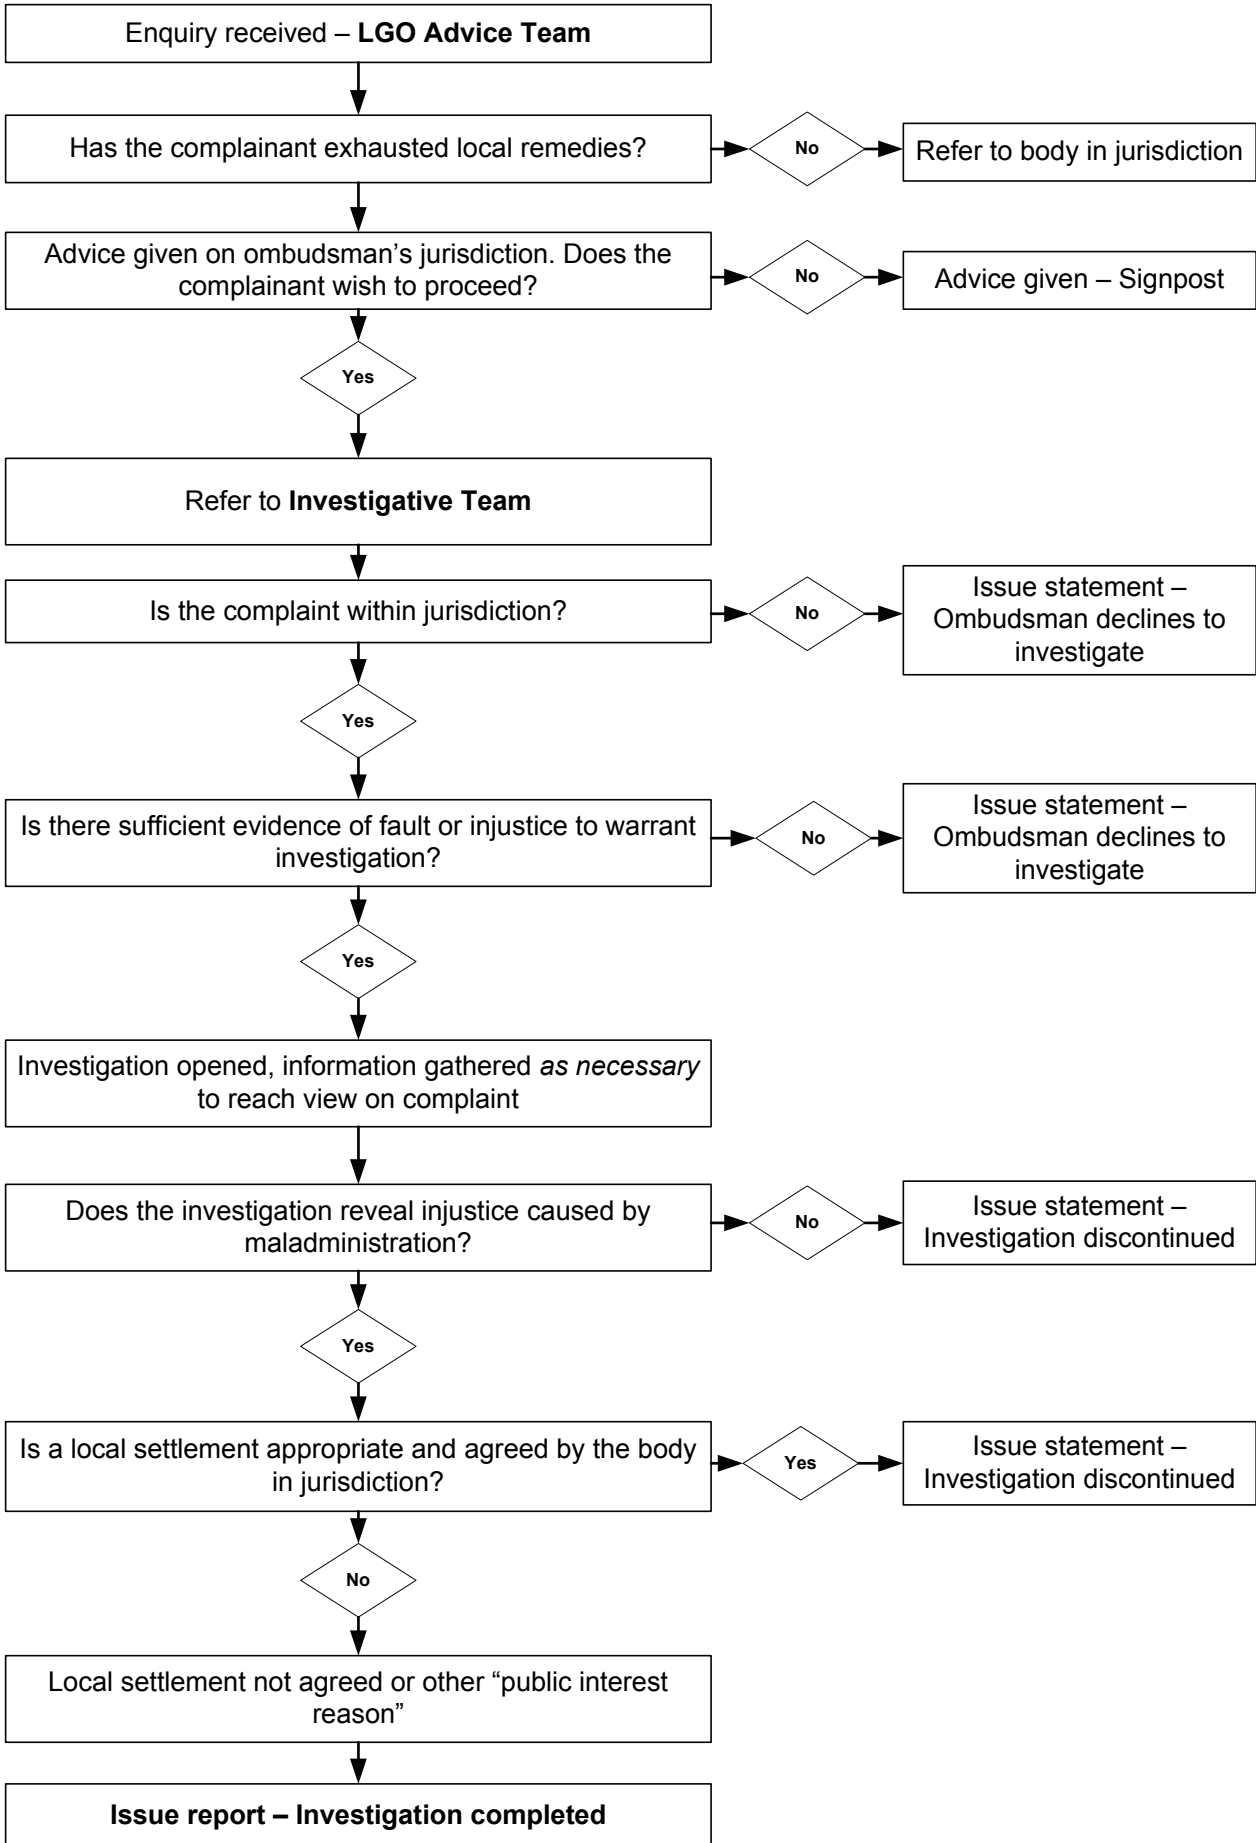 Enquiry received – LGO Advice Team
Has the complainant exhausted local remedies?
No
Refer to body in jurisdiction
Advice given on ombudsman’s jurisdiction. Does the
complainant wish to proceed?
No
Advice given – Signpost
Yes
Refer to Investigative Team
Is the complaint within jurisdiction?
No
Issue statement –
Ombudsman declines to
investigate
Yes
Is there sufficient evidence of fault or injustice to warrant
investigation?
No
Issue statement –
Ombudsman declines to
investigate
Yes
Investigation opened, information gathered as necessary
to reach view on complaint
Does the investigation reveal injustice caused by
maladministration?
No
Issue statement –
Investigation discontinued
Yes
Is a local settlement appropriate and agreed by the body
in jurisdiction?
Yes
Issue statement –
Investigation discontinued
No
Local settlement not agreed or other “public interest
reason”
Issue report – Investigation completed